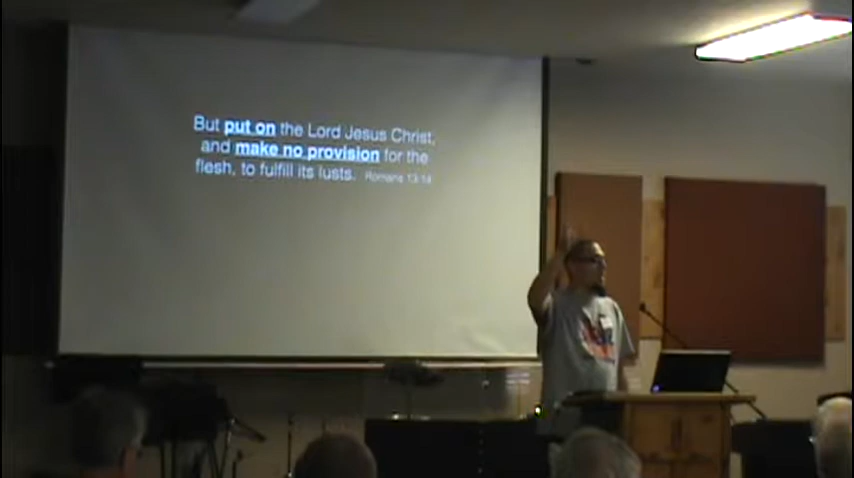 But put on the Lord Jesus Christ,
and make no provision for the
flesh, to fulfill its lusts. Romans 13:14